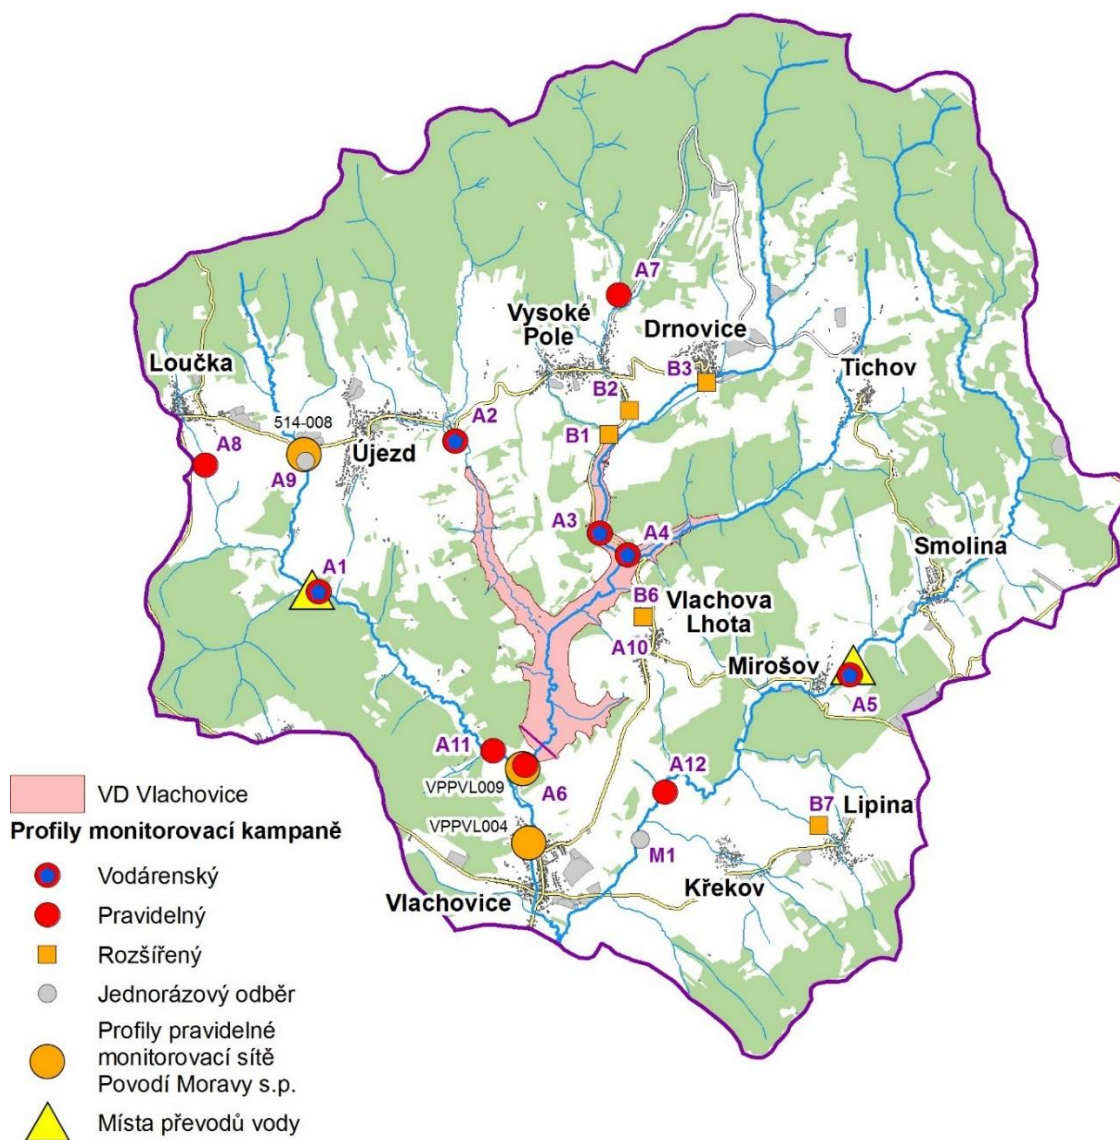 A7
Vysoké
Pole
Drnovice
Loučka
B3
Tichov
B2
514-008
A2
B1
A8
Újezd
A9
A3
A4
Smolina
A1
B6
Vlachova
Lhota
A10
Mirošov
A5
A11
A12
VPPVL009
A6
B7
Lipina
VPPVL004
M1
Křekov
Vlachovice
VD Vlachovice
Profily monitorovací kampaně
Vodárenský
Pravidelný
Rozšířený
Jednorázový odběr
Profily pravidelné
monitorovací sítě
Povodí Moravy s.p.
Místa převodů vody